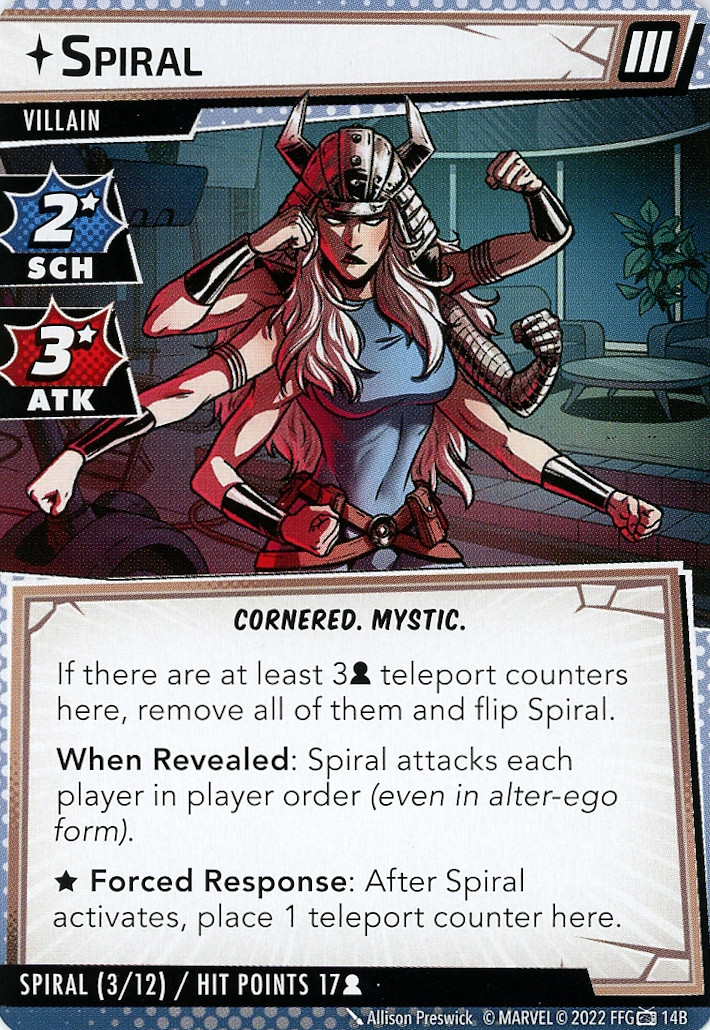 SPIRAL
III
VILLAIN
2★
SCH
3★
ATK
CORNERED. MYSTIC.
If there are at least 3👤 teleport counters
here, remove all of them and flip Spiral.
When Revealed: Spiral attacks each
player in player order (even in alter-ego
form).
★ Forced Response: After Spiral
activates, place 1 teleport counter here.
SPIRAL (3/12) / HIT POINTS 17👤
Allison Preswick © MARVEL © 2022 FFG 14B